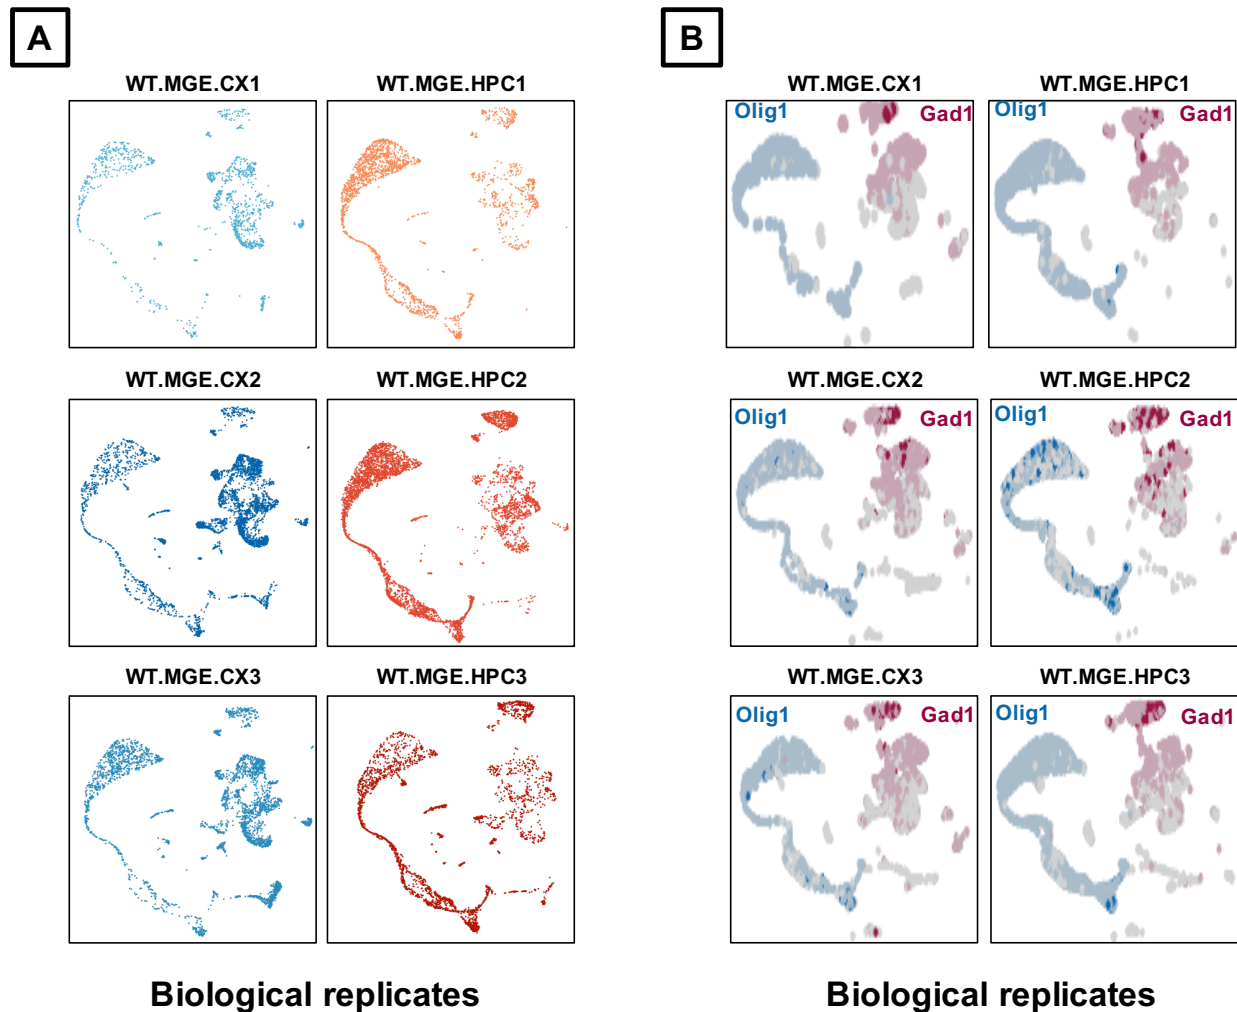 A
B
WT.MGE.CX1
WT.MGE.HPC1
WT.MGE.CX1
WT.MGE.HPC1
Olig1
Gad1
Olig1
Gad1
WT.MGE.CX2
WT.MGE.HPC2
WT.MGE.CX2
WT.MGE.HPC2
Olig1
Gad1
Olig1
Gad1
WT.MGE.CX3
WT.MGE.HPC3
WT.MGE.CX3
WT.MGE.HPC3
Olig1
Gad1
Olig1
Gad1
Biological replicates
Biological replicates